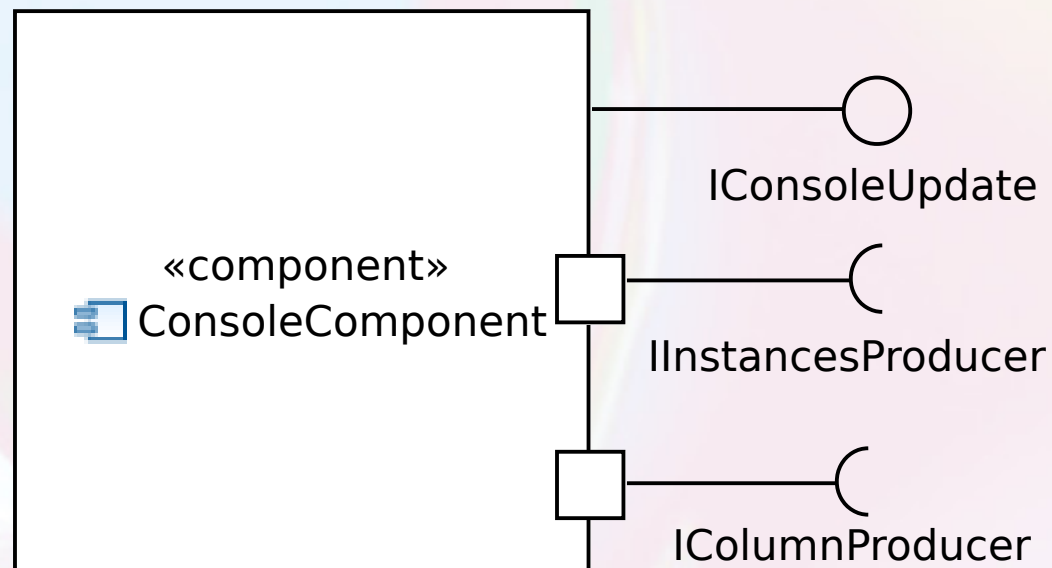 IConsoleUpdate
«component»
ConsoleComponent
IInstancesProducer
IColumnProducer